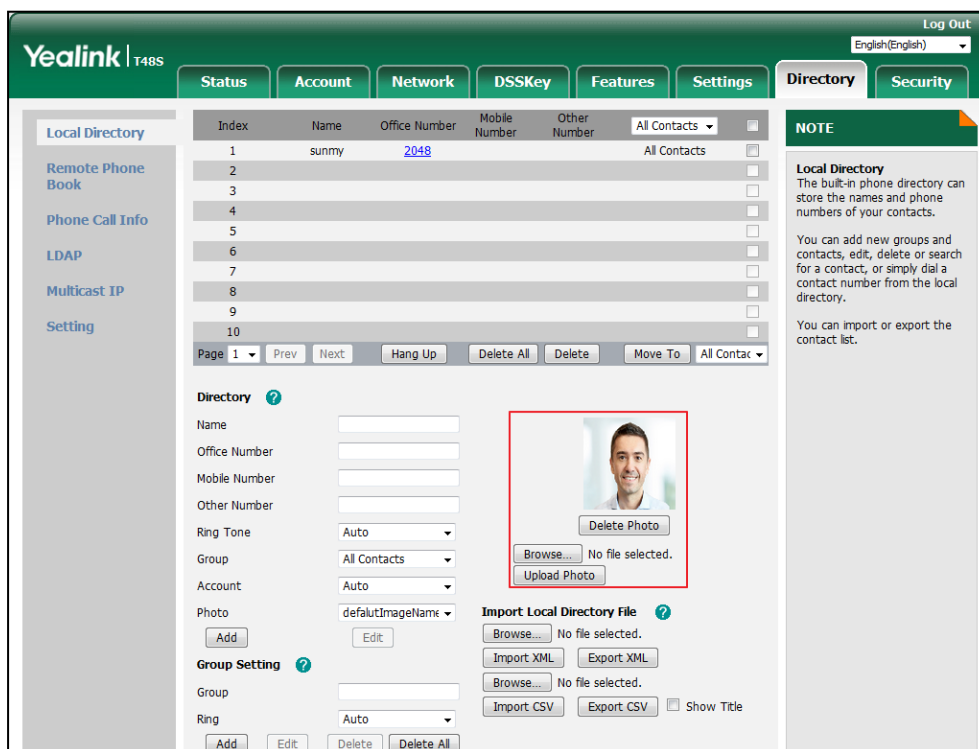 Log Out
Yealink T48S
English(English)
Status Account Network DSSKey Features Settings Directory Security
Local Directory
Remote Phone Book
Phone Call Info
LDAP
Multicast IP
Setting
Index Name Office Number Mobile Number Other Number All Contacts
1 sunmy 2048 All Contacts
2
3
4
5
6
7
8
9
10
Page 1 Prev Next Hang Up Delete All Delete Move To All Contac
Directory ?
Name
Office Number
Mobile Number
Other Number
Ring Tone Auto
Group All Contacts
Account Auto
Photo defalutImageName
Add Edit
Delete Photo
Browse... No file selected.
Upload Photo
Import Local Directory File ?
Browse... No file selected.
Import XML Export XML
Browse... No file selected.
Import CSV Export CSV Show Title
Group Setting ?
Group
Ring Auto
Add Edit Delete Delete All
NOTE
Local Directory
The built-in phone directory can
store the names and phone
numbers of your contacts.
You can add new groups and
contacts, edit, delete or search
for a contact, or simply dial a
contact number from the local
directory.
You can import or export the
contact list.